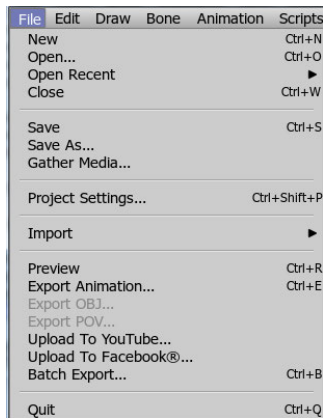 File Edit Draw Bone Animation Scripts
New Ctrl+N
Open... Ctrl+O
Open Recent
Close Ctrl+W
Save Ctrl+S
Save As...
Gather Media...
Project Settings... Ctrl+Shift+P
Import
Preview Ctrl+R
Export Animation... Ctrl+E
Export OBJ...
Export POV...
Upload To YouTube...
Upload To Facebook®...
Batch Export... Ctrl+B
Quit Ctrl+Q